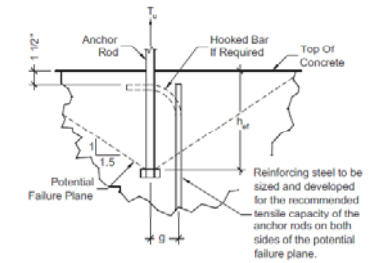 Tu
Anchor
Rod
Hooked Bar
If Required
Top Of
Concrete
1 1/2"
hef
1
1.5
Potential
Failure Plane
Reinforcing steel to be
sized and developed
for the recommended
tensile capacity of the
anchor rods on both
sides of the potential
failure plane.
g